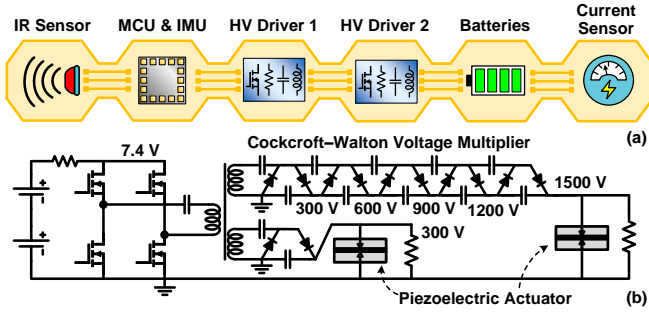 IR Sensor MCU & IMU HV Driver 1 HV Driver 2 Batteries Current Sensor
(a)
Cockcroft–Walton Voltage Multiplier
7.4 V
1500 V
300 V 600 V 900 V 1200 V
300 V
Piezoelectric Actuator
(b)